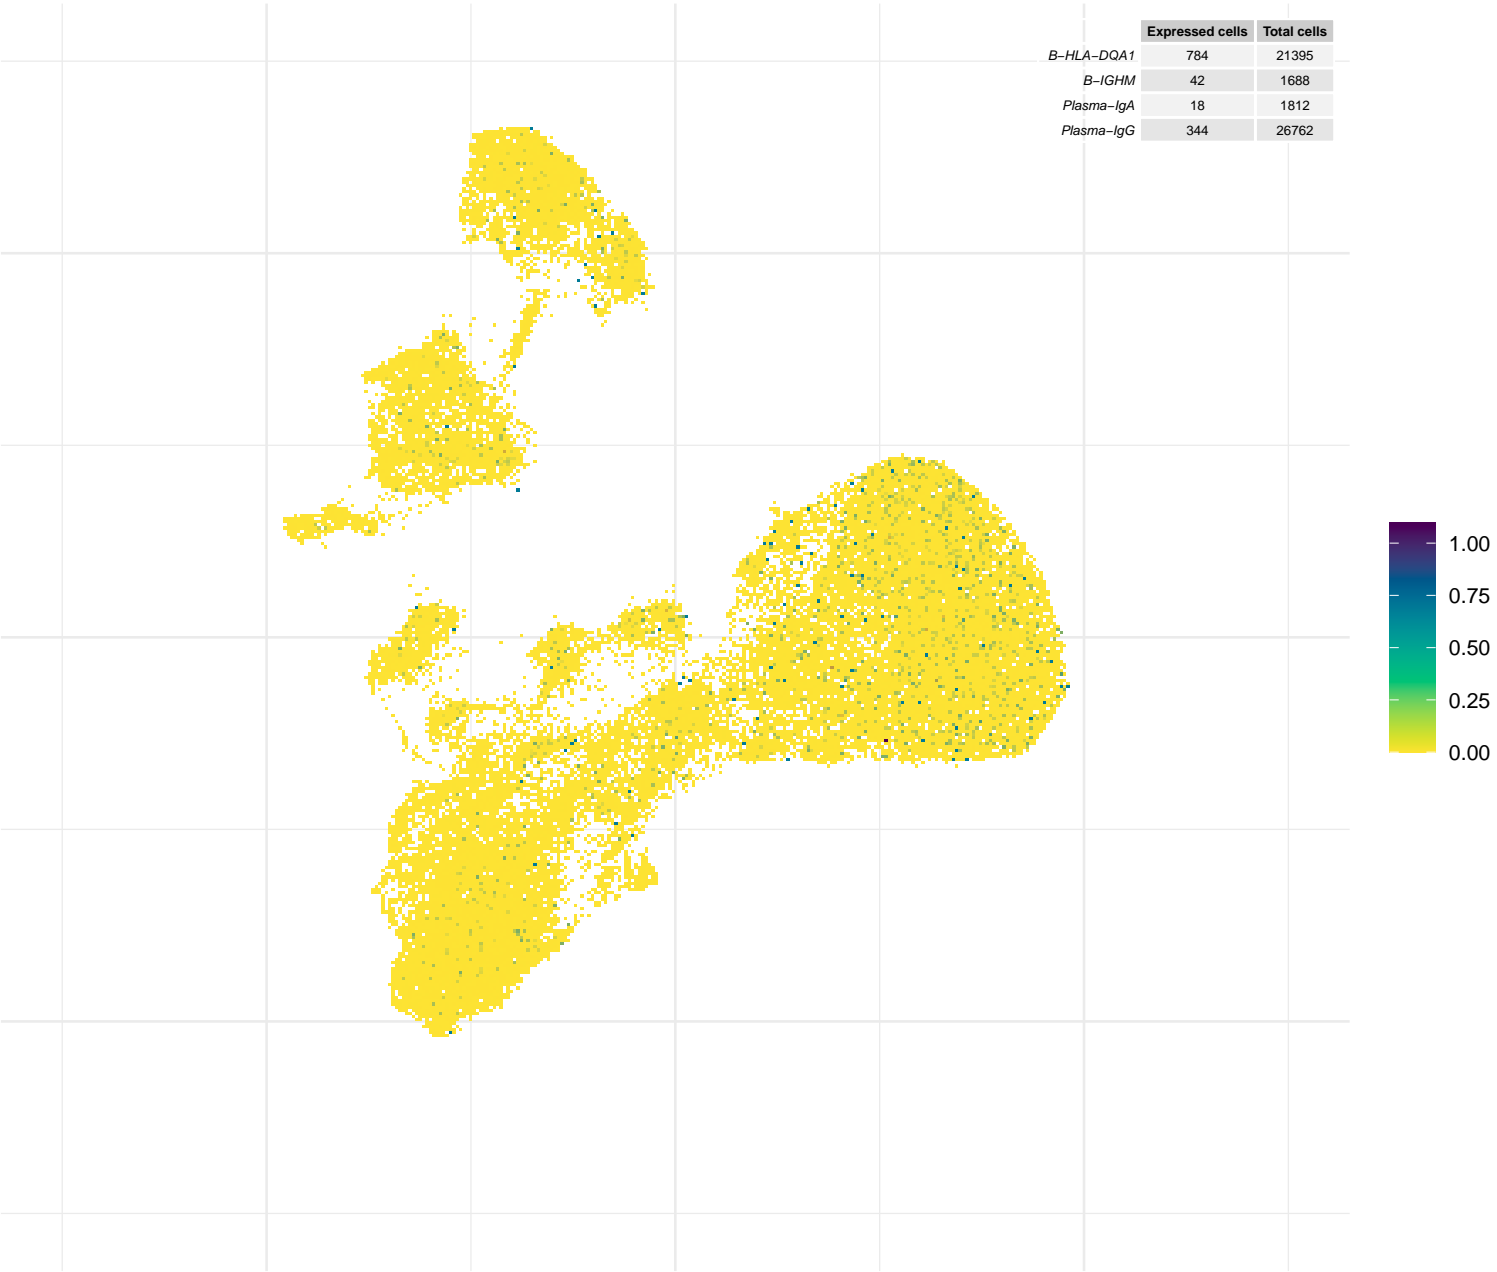 Expressed cells Total cells
B−HLA−DQA1 784 21395
B−IGHM 42 1688
Plasma−IgA 18 1812
Plasma−IgG 344 26762
1.00
0.75
0.50
0.25
0.00